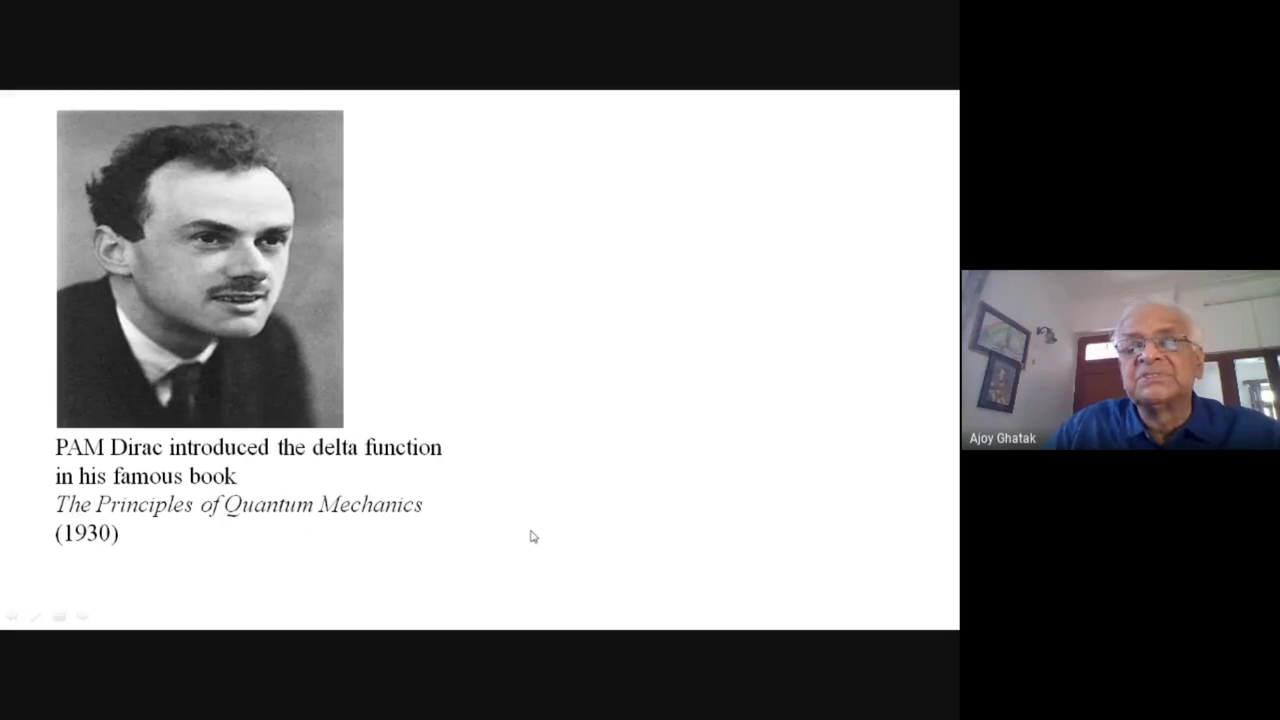 PAM Dirac introduced the delta function
in his famous book
The Principles of Quantum Mechanics
(1930)
Ajoy Ghatak